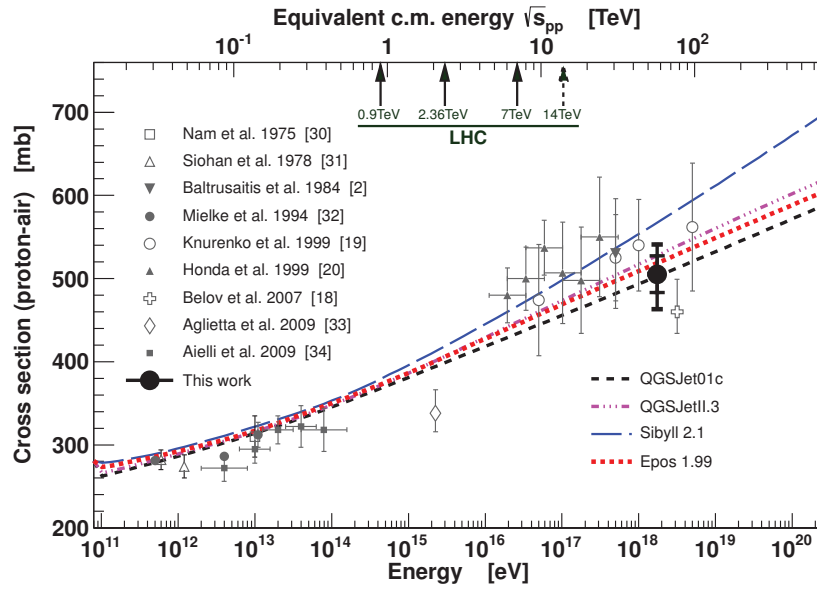 Equivalent c.m. energy √s_pp [TeV]
10^-1 1 10 10^2
700
600
500
400
300
200
Cross section (proton-air) [mb]
0.9TeV 2.36TeV 7TeV 14TeV
LHC
Nam et al. 1975 [30]
Siohan et al. 1978 [31]
Baltrusaitis et al. 1984 [2]
Mielke et al. 1994 [32]
Knurenko et al. 1999 [19]
Honda et al. 1999 [20]
Belov et al. 2007 [18]
Aglietta et al. 2009 [33]
Aielli et al. 2009 [34]
This work
QGSJet01c
QGSJetII.3
Sibyll 2.1
Epos 1.99
10^11 10^12 10^13 10^14 10^15 10^16 10^17 10^18 10^19 10^20
Energy [eV]